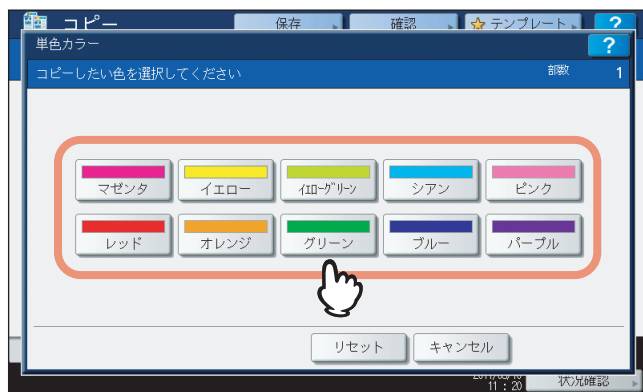 コピー 保存 確認 テンプレート ?
単色カラー ?
コピーしたい色を選択してください 部数 1
マゼンタ イエロー イエローグリーン シアン ピンク
レッド オレンジ グリーン ブルー パープル
リセット キャンセル
11:20 状況確認